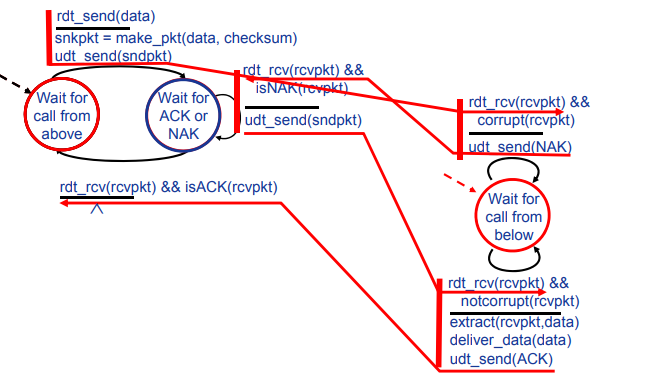 rdt_send(data)
snkpkt = make_pkt(data, checksum)
udt_send(sndpkt)
Wait for
call from
above
Wait for
ACK or
NAK
rdt_rcv(rcvpkt) &&
isNAK(rcvpkt)
udt_send(sndpkt)
rdt_rcv(rcvpkt) && isACK(rcvpkt)
Λ
rdt_rcv(rcvpkt) &&
corrupt(rcvpkt)
udt_send(NAK)
Wait for
call from
below
rdt_rcv(rcvpkt) &&
notcorrupt(rcvpkt)
extract(rcvpkt,data)
deliver_data(data)
udt_send(ACK)